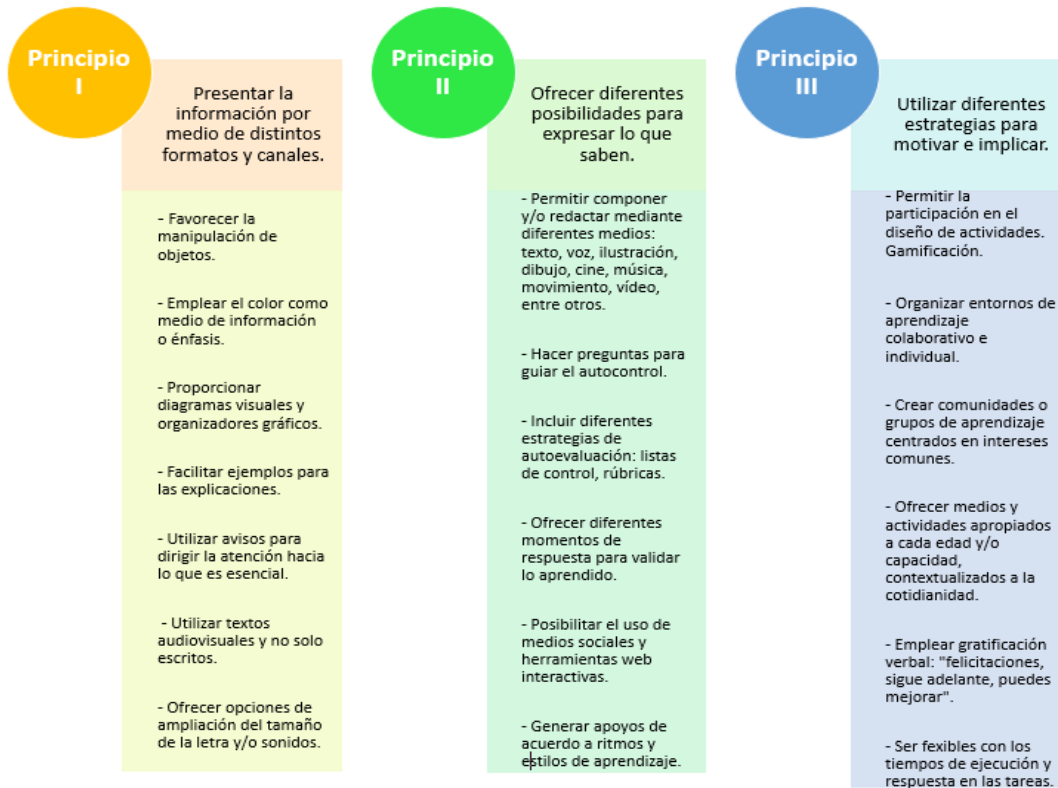 Principio
I
Presentar la
información por
medio de distintos
formatos y canales.
- Favorecer la
manipulación de
objetos.
- Emplear el color como
medio de información
o énfasis.
- Proporcionar
diagramas visuales y
organizadores gráficos.
- Facilitar ejemplos para
las explicaciones.
- Utilizar avisos para
dirigir la atención hacia
lo que es esencial.
- Utilizar textos
audiovisuales y no solo
escritos.
- Ofrecer opciones de
ampliación del tamaño
de la letra y/o sonidos.
Principio
II
Ofrecer diferentes
posibilidades para
expresar lo que
saben.
- Permitir componer
y/o redactar mediante
diferentes medios:
texto, voz, ilustración,
dibujo, cine, música,
movimiento, vídeo,
entre otros.
- Hacer preguntas para
guiar el autocontrol.
- Incluir diferentes
estrategias de
autoevaluación: listas
de control, rúbricas.
- Ofrecer diferentes
momentos de
respuesta para validar
lo aprendido.
- Posibilitar el uso de
medios sociales y
herramientas web
interactivas.
- Generar apoyos de
acuerdo a ritmos y
estilos de aprendizaje.
Principio
III
Utilizar diferentes
estrategias para
motivar e implicar.
- Permitir la
participación en el
diseño de actividades.
Gamificación.
- Organizar entornos de
aprendizaje
colaborativo e
individual.
- Crear comunidades o
grupos de aprendizaje
centrados en intereses
comunes.
- Ofrecer medios y
actividades apropiados
a cada edad y/o
capacidad,
contextualizados a la
cotidianidad.
- Emplear gratificación
verbal: "felicitaciones,
sigue adelante, puedes
mejorar".
- Ser fexibles con los
tiempos de ejecución y
respuesta en las tareas.